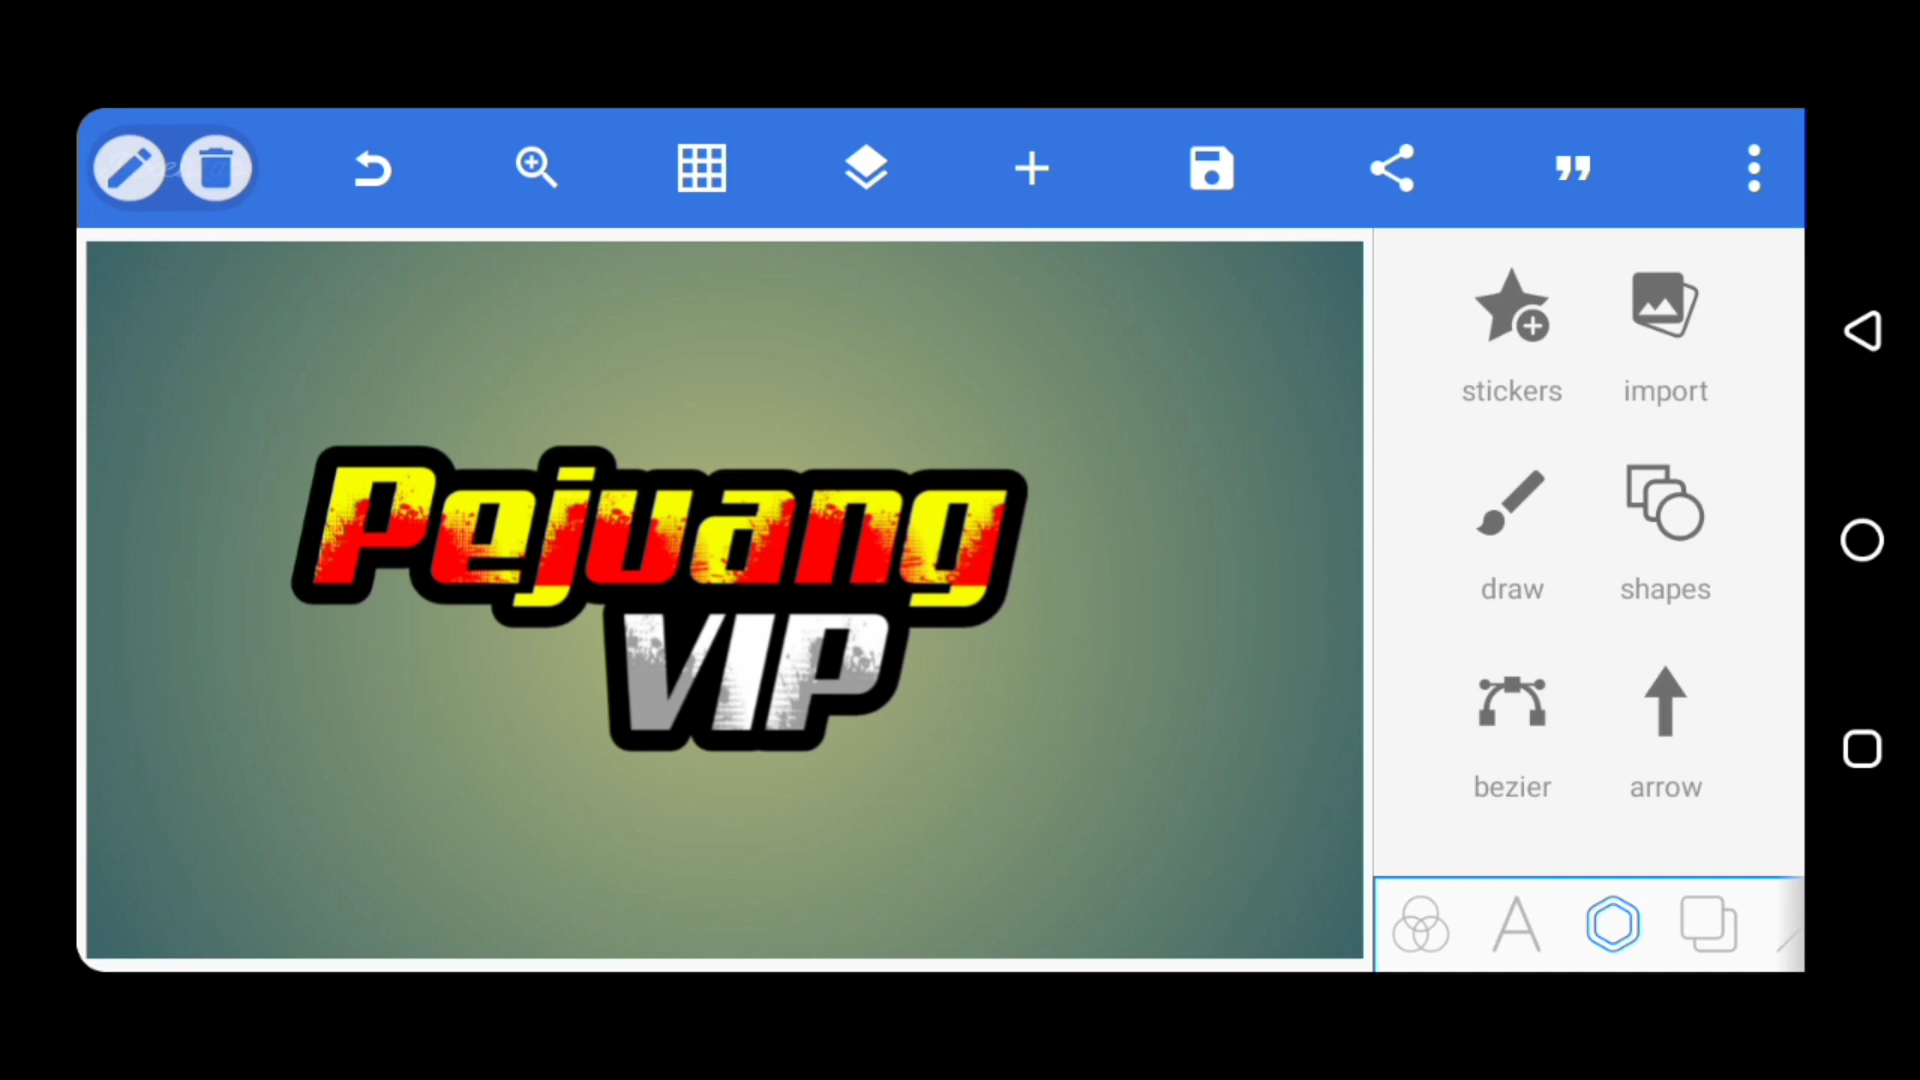 Pejuang
VIP
stickers
import
draw
shapes
bezier
arrow